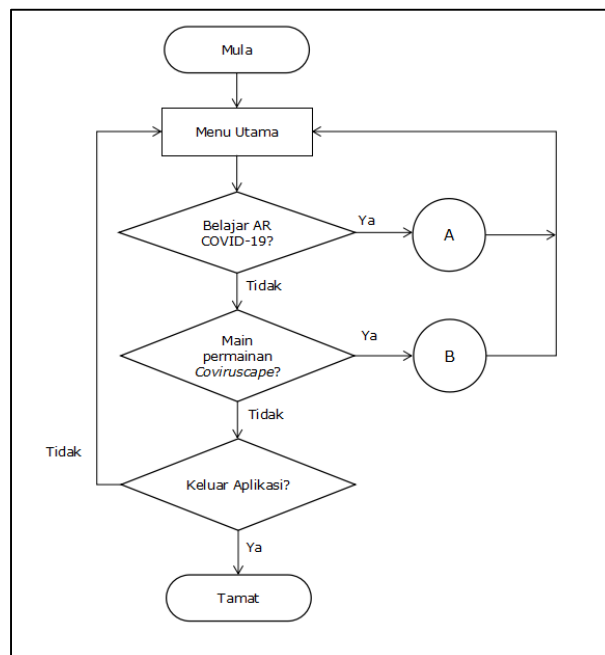 Mula
Menu Utama
Belajar AR
COVID-19?
Ya
A
Tidak
Main
permainan
Coviruscape?
Ya
B
Tidak
Tidak
Keluar Aplikasi?
Ya
Tamat